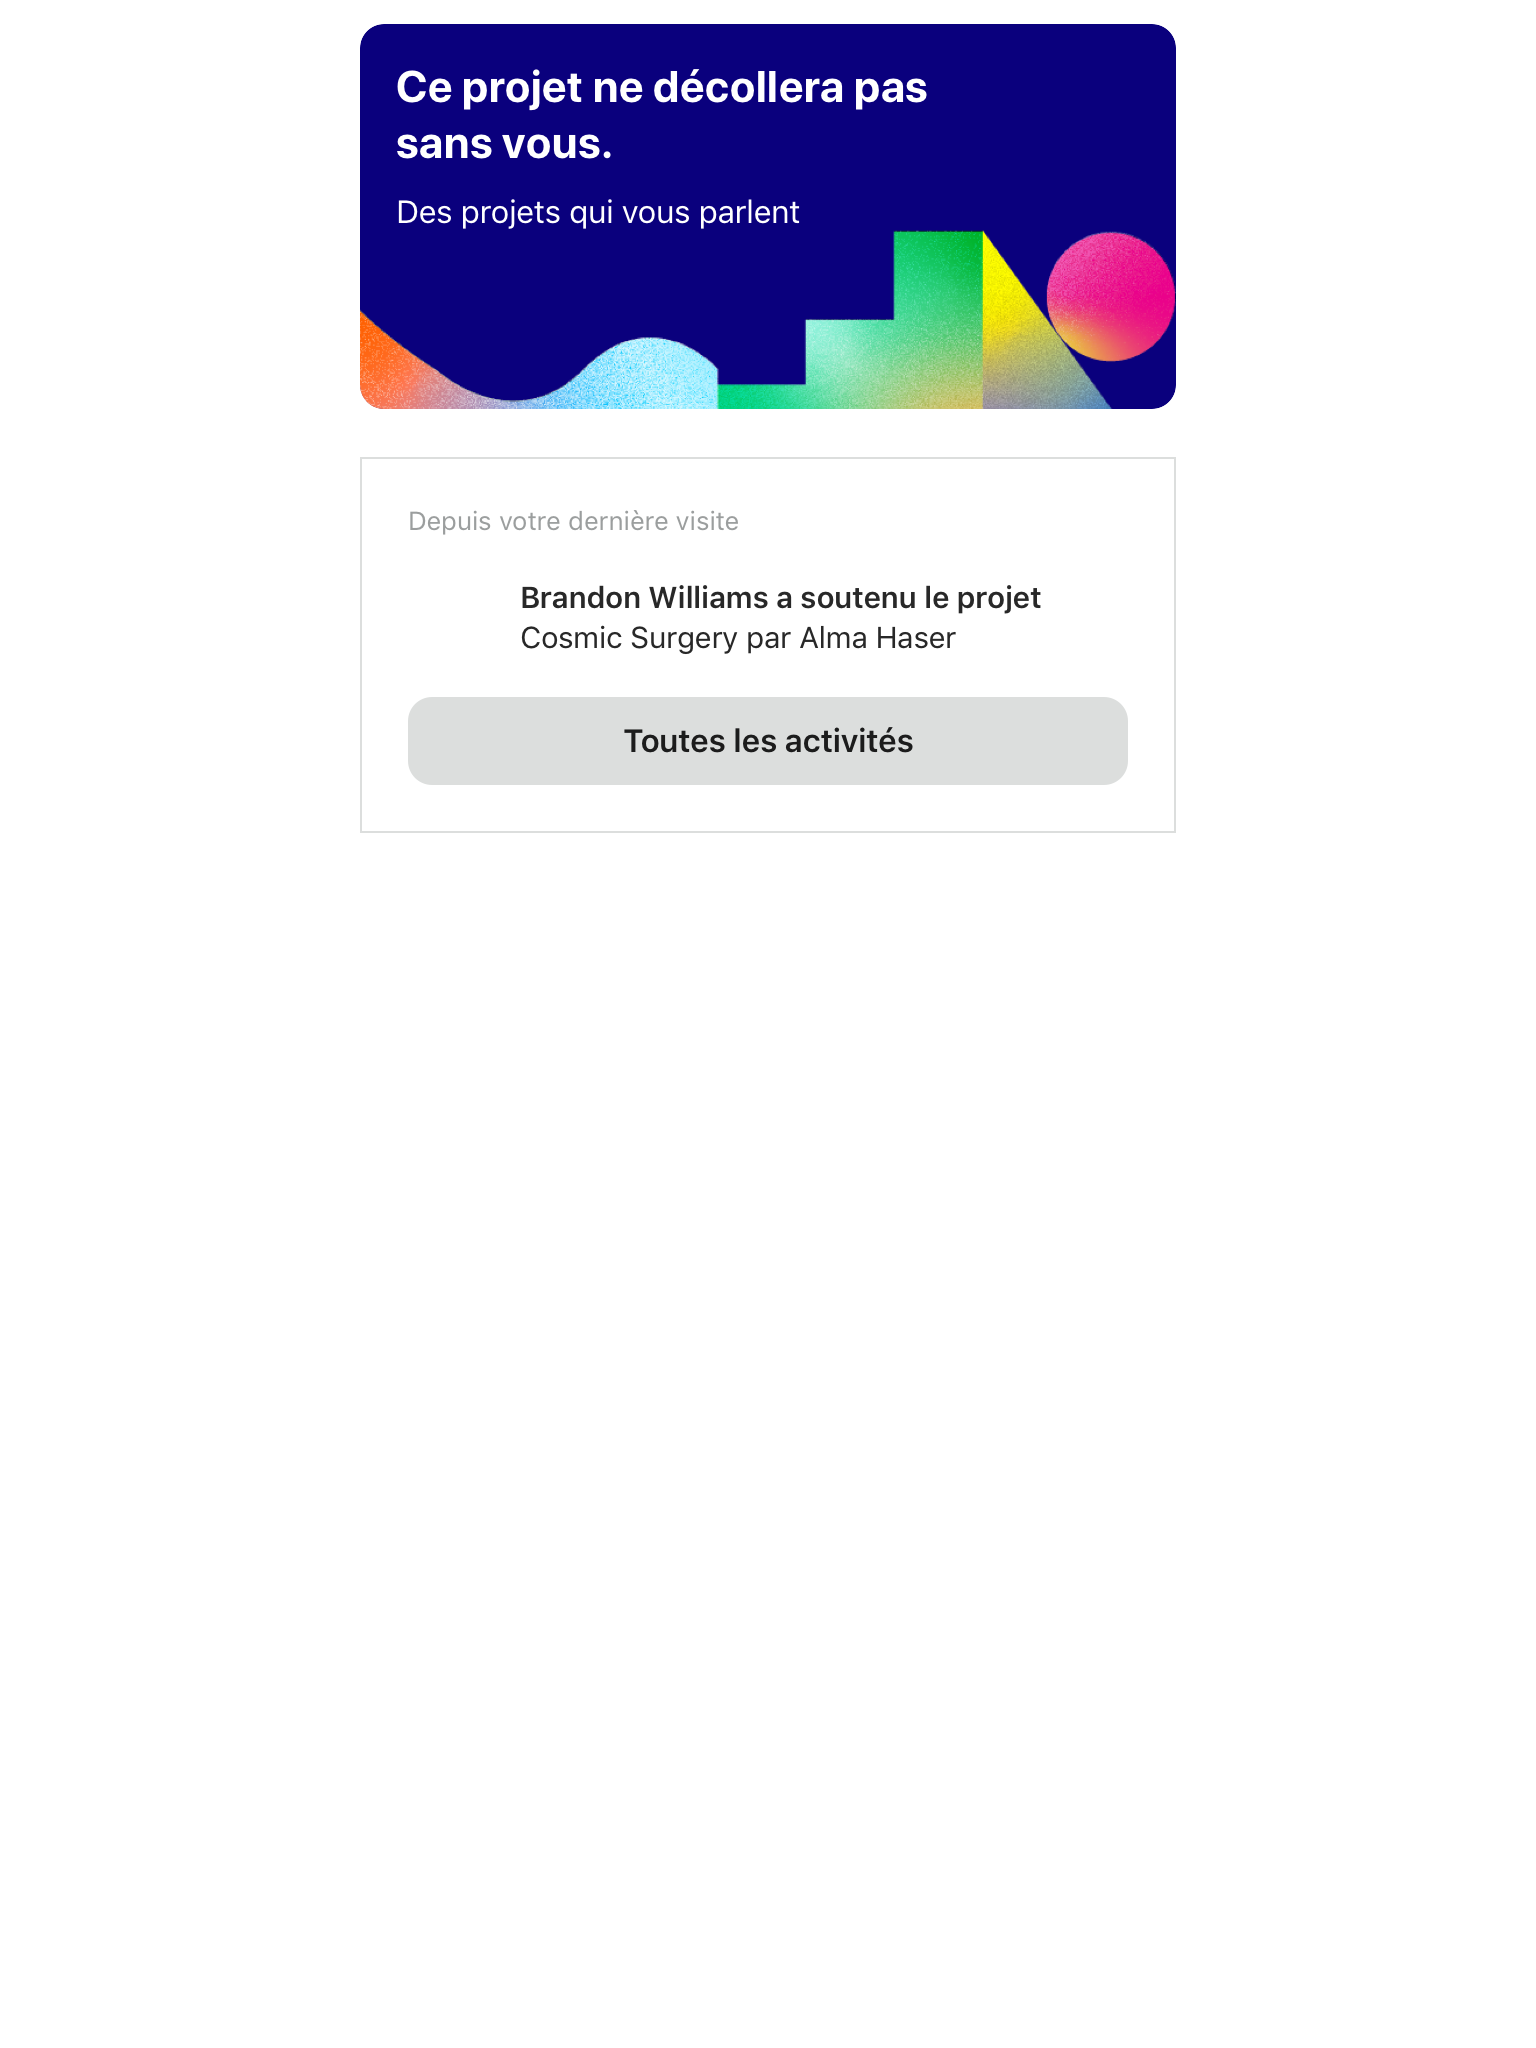 Ce projet ne décollera pas
sans vous.
Des projets qui vous parlent
Depuis votre dernière visite
Brandon Williams a soutenu le projet
Cosmic Surgery par Alma Haser
Toutes les activités